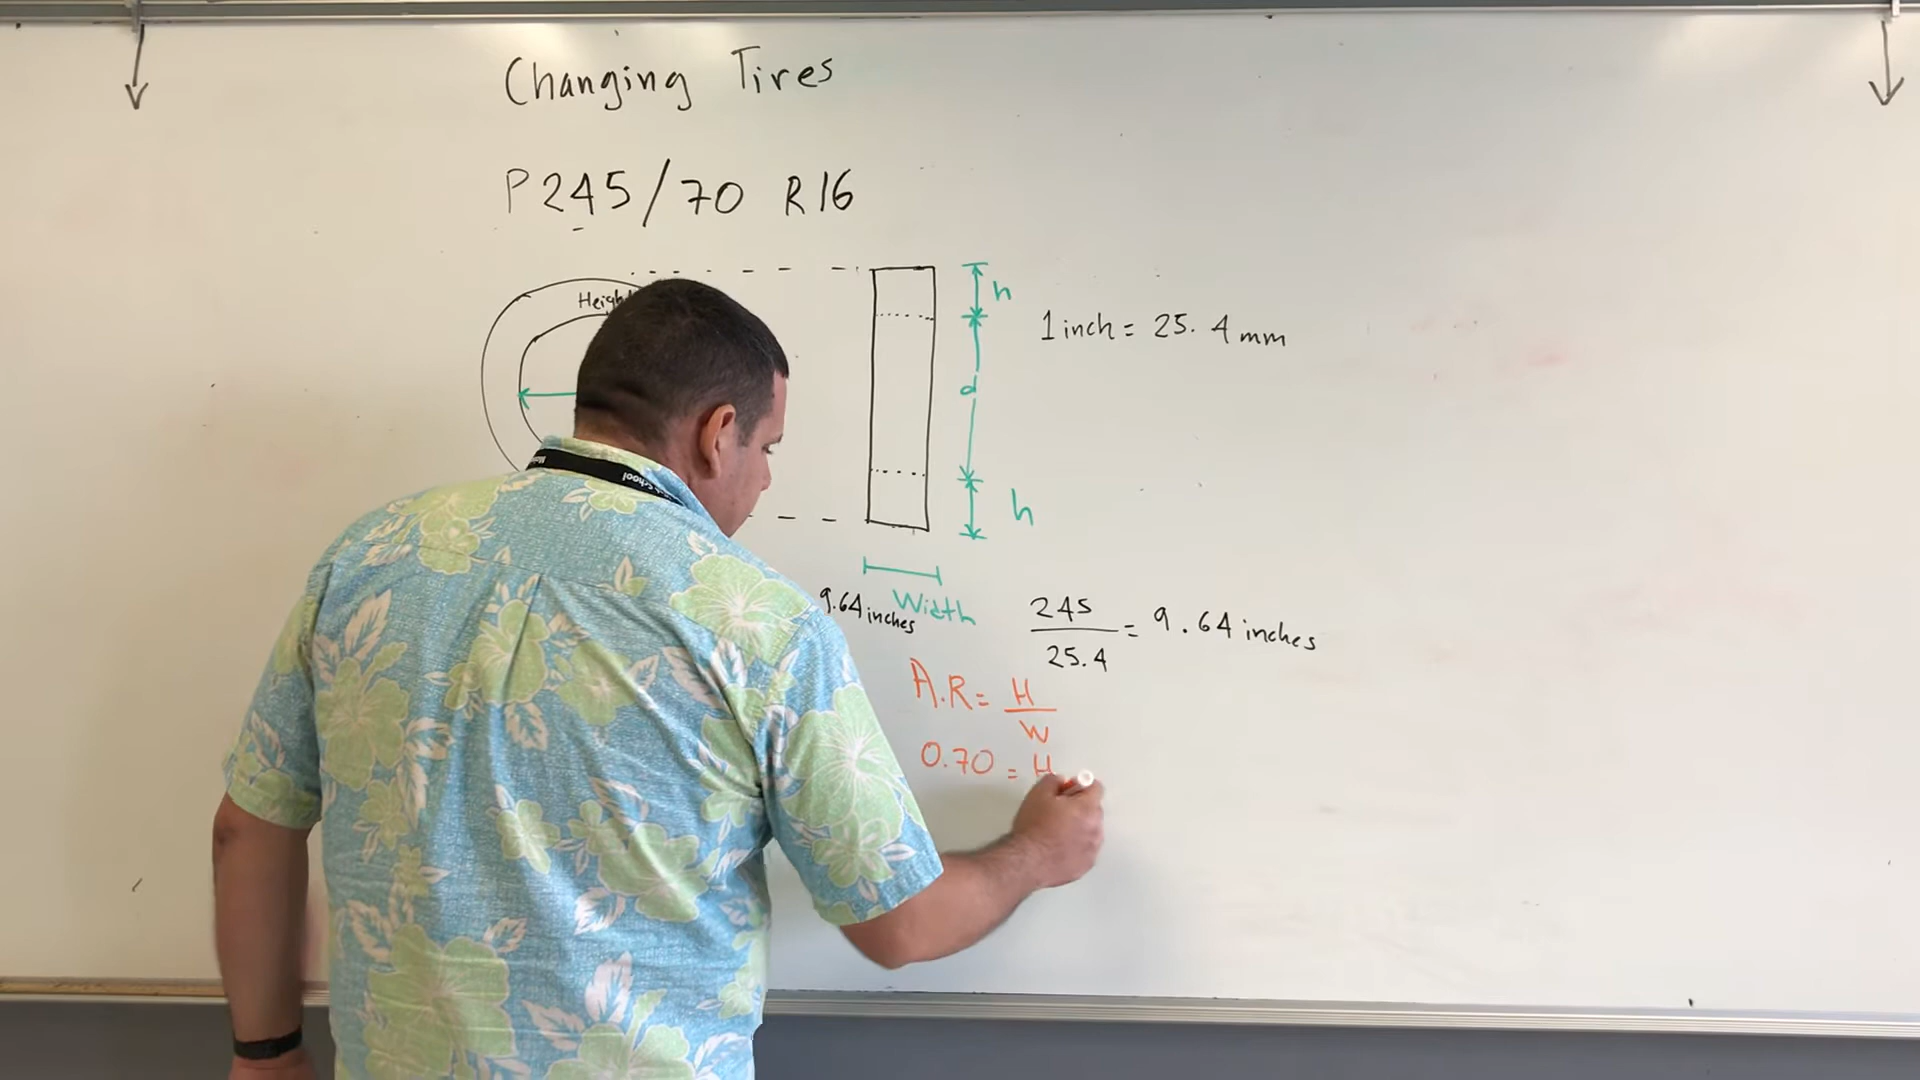 Changing Tires
P245/70 R16
h
1 inch = 25.4 mm
d
h
9.64 inches
Width
245
25.4
= 9.64 inches
A.R = H
W
0.70 = H
School